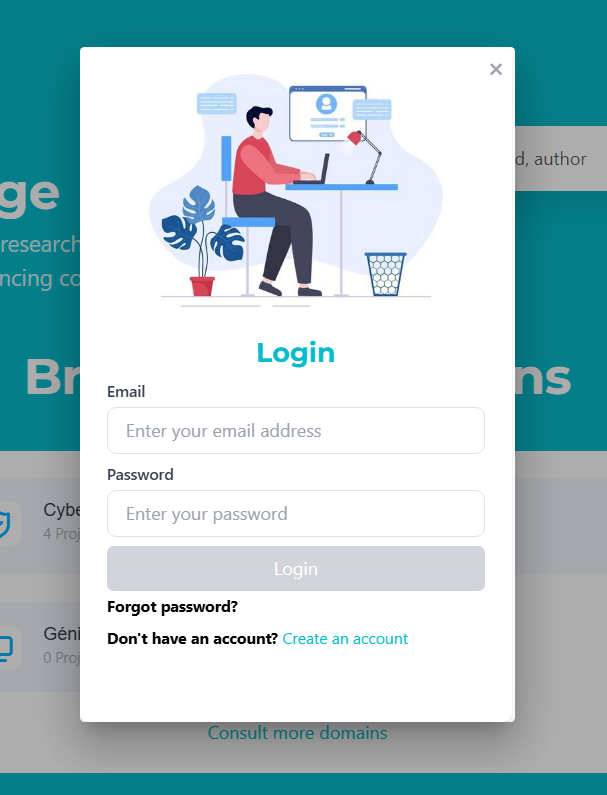 ×
d, author
ge
research
ncing co
Br
ns
Login
Email
Enter your email address
Password
Enter your password
Login
Forgot password?
Don't have an account? Create an account
Cybe
4 Proj
Géni
0 Proj
Consult more domains